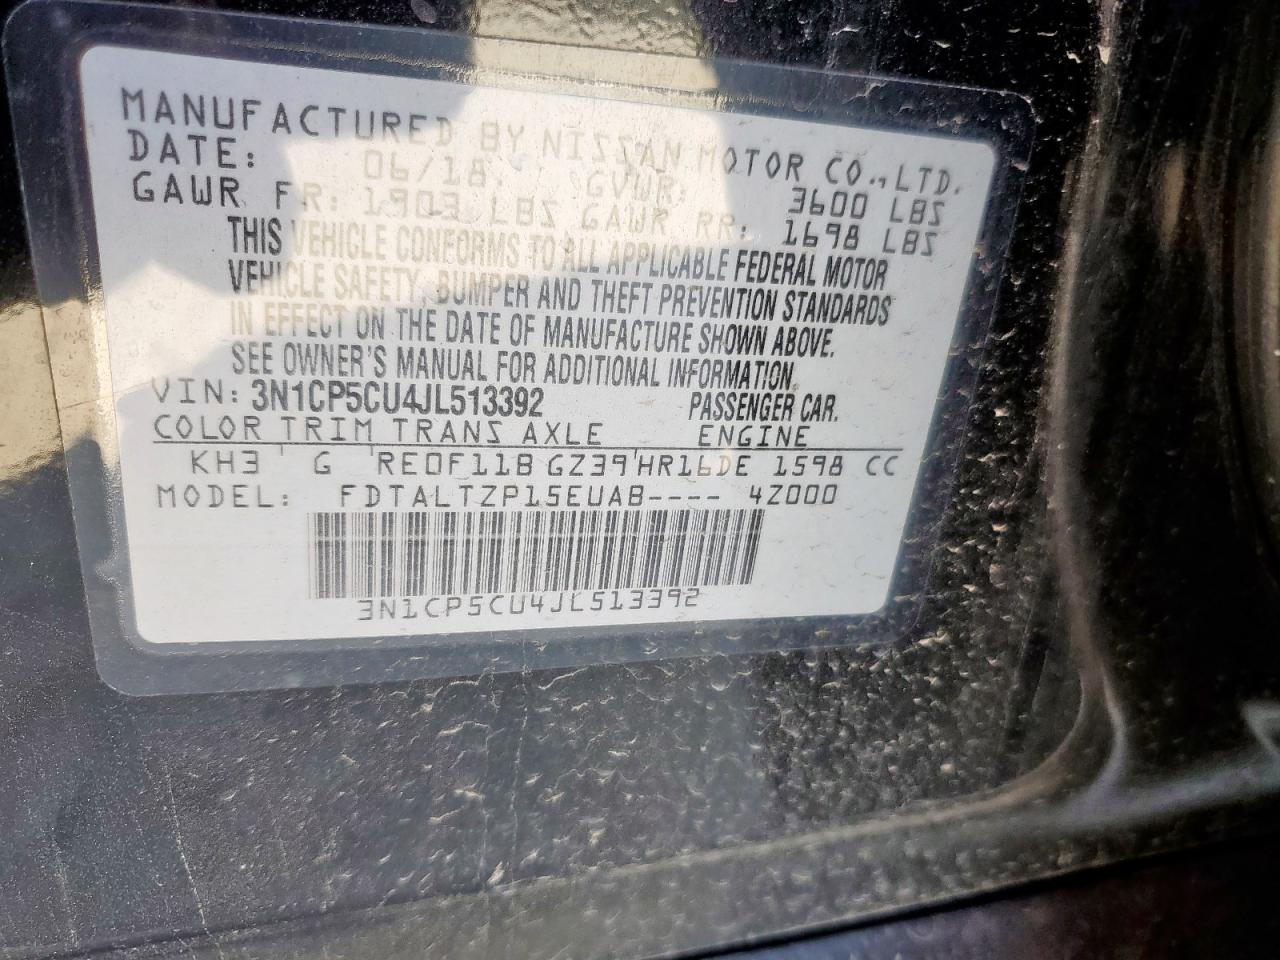 MANUFACTURED BY NISSAN MOTOR CO., LTD.
DATE: 06/18 GVWR: 3600 LBS
GAWR FR: 1903 LBS GAWR RR: 1698 LBS
THIS VEHICLE CONFORMS TO ALL APPLICABLE FEDERAL MOTOR
VEHICLE SAFETY, BUMPER AND THEFT PREVENTION STANDARDS
IN EFFECT ON THE DATE OF MANUFACTURE SHOWN ABOVE.
SEE OWNER'S MANUAL FOR ADDITIONAL INFORMATION.
VIN: 3N1CP5CU4JL513392 PASSENGER CAR.
COLOR TRIM TRANS AXLE ENGINE
KH3 G RE0F11B GZ39 HR16DE 1598 CC
MODEL: FDTALTZP15EUAB---- 4Z000
3N1CP5CU4JL513392